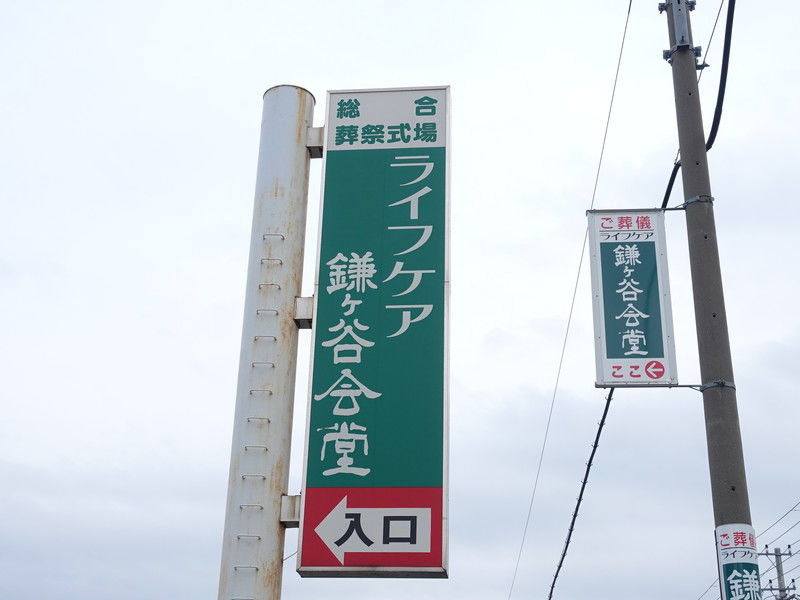 総合
葬祭式場
ライフケア
鎌ヶ谷会堂
入口
ご葬儀
ライフケア
鎌ヶ谷会堂
ここ←
ご葬儀
ライフケア
鎌